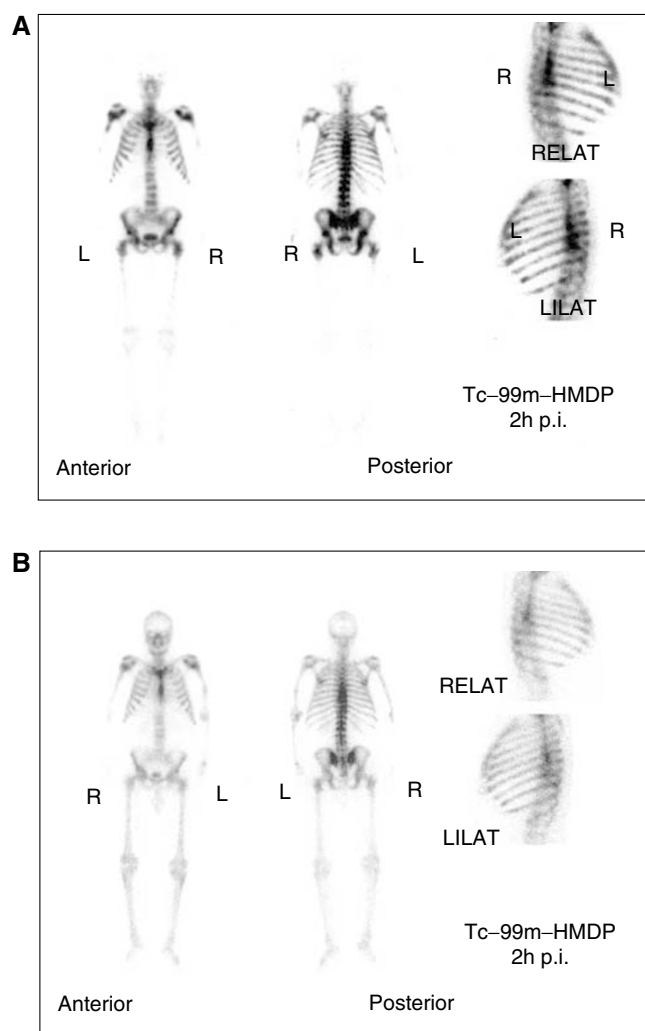 A
R
L
RELAT
L
R
LILAT
L
R
R
L
Tc–99m–HMDP
2h p.i.
Anterior
Posterior
B
RELAT
R
L
L
R
LILAT
Tc–99m–HMDP
2h p.i.
Anterior
Posterior